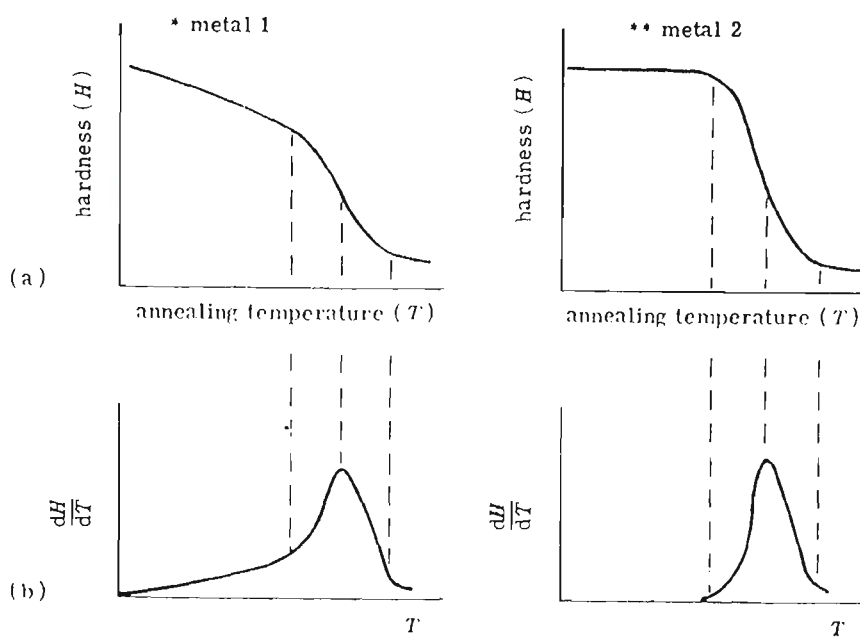 * metal 1
** metal 2
hardness (H)
hardness (H)
(a)
annealing temperature (T)
annealing temperature (T)
dH
dT
dH
dT
(b)
T
T